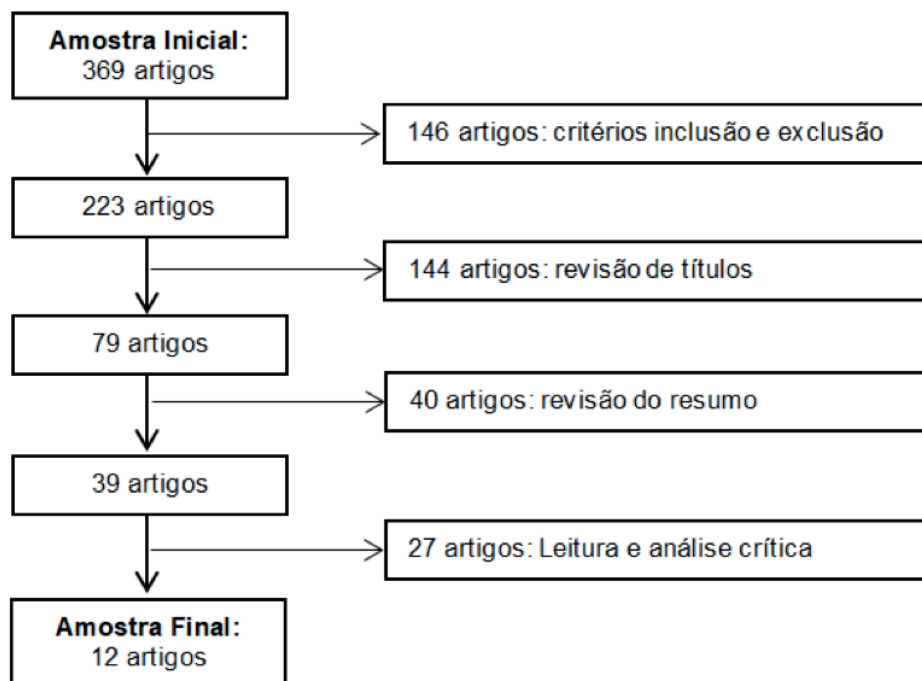 Amostra Inicial:
369 artigos
146 artigos: critérios inclusão e exclusão
223 artigos
144 artigos: revisão de títulos
79 artigos
40 artigos: revisão do resumo
39 artigos
27 artigos: Leitura e análise crítica
Amostra Final:
12 artigos